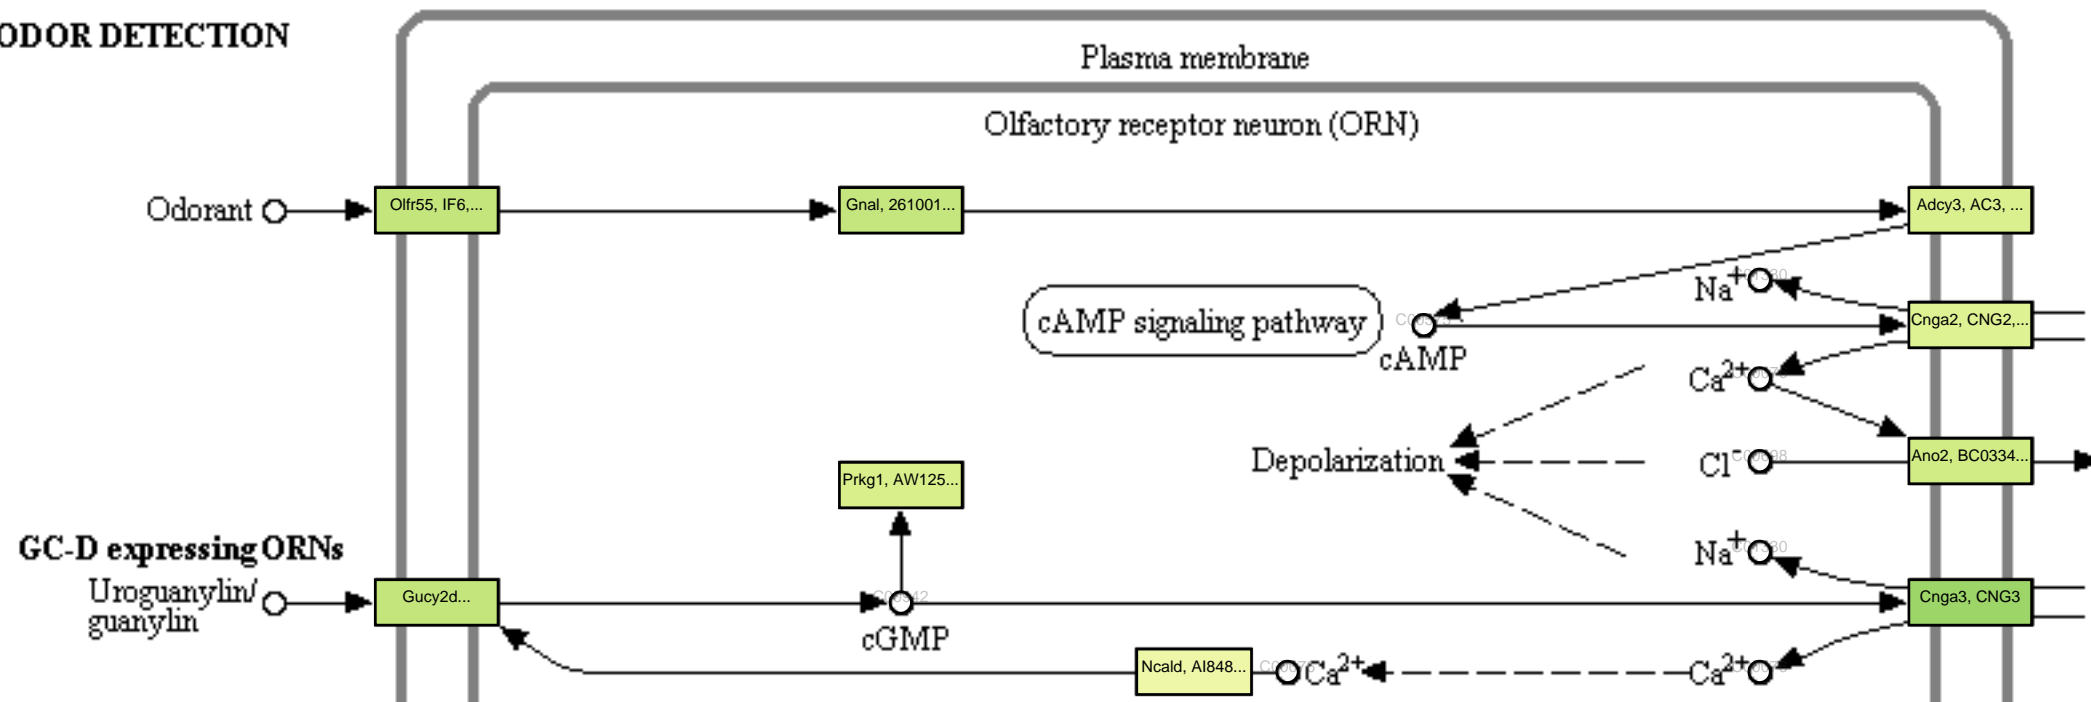 ODOR DETECTION
Plasma membrane
Olfactory receptor neuron (ORN)
Odorant
Olfr55, IF6,...
Gnal, 261001...
Adcy3, AC3, ...
Na+
cAMP signaling pathway
Cnga2, CNG2,...
cAMP
Ca2+
Depolarization
Cl-
Ano2, BC0334...
Prkg1, AW125...
GC-D expressing ORNs
Na+
Uroguanylin/
guanylin
Gucy2d...
Cnga3, CNG3
cGMP
Ncald, AI848...
Ca2+
Ca2+